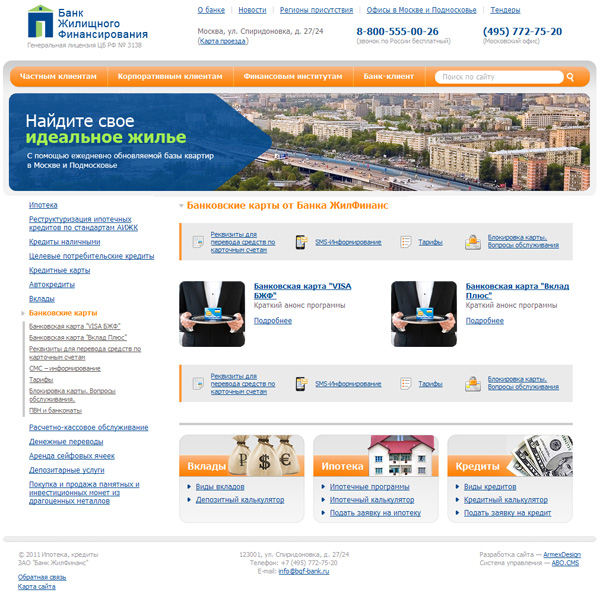 Банк
Жилищного
Финансирования
Генеральная лицензия ЦБ РФ № 3138
О банке
Новости
Регионы присутствия
Офисы в Москве и Подмосковье
Тендеры
Москва, ул. Спиридоновка, д. 27/24
(Карта проезда)
8-800-555-00-26
(звонок по России бесплатный)
(495) 772-75-20
(Московский офис)
Частным клиентам
Корпоративным клиентам
Финансовым институтам
Банк-клиент
Поиск по сайту
Найдите свое
идеальное жилье
С помощью ежедневно обновляемой базы квартир
в Москве и Подмосковье
Ипотека
Реструктуризация ипотечных
кредитов по стандартам АИЖК
Кредиты наличными
Целевые потребительские кредиты
Кредитные карты
Автокредиты
Вклады
Банковские карты
Банковская карта "VISA БЖФ"
Банковская карта "Вклад Плюс"
Реквизиты для перевода средств по
карточным счетам
СМС – информирование
Тарифы
Блокировка карты. Вопросы
обслуживания.
ПВН и банкоматы
Расчетно-кассовое обслуживание
Денежные переводы
Аренда сейфовых ячеек
Депозитарные услуги
Покупка и продажа памятных и
инвестиционных монет из
драгоценных металлов
Банковские карты от Банка ЖилФинанс
Реквизиты для
перевода средств по
карточным счетам
SMS-Информирование
Тарифы
Блокировка карты.
Вопросы обслуживания
Банковская карта "VISA
БЖФ"
Краткий анонс программы
Подробнее
Банковская карта "Вклад
Плюс"
Краткий анонс программы
Подробнее
Реквизиты для
перевода средств по
карточным счетам
SMS-Информирование
Тарифы
Блокировка карты.
Вопросы обслуживания
Вклады
Виды вкладов
Депозитный калькулятор
Ипотека
Ипотечные программы
Ипотечный калькулятор
Подать заявку на ипотеку
Кредиты
Виды кредитов
Кредитный калькулятор
Подать заявку на кредит
© 2011 Ипотека, кредиты
ЗАО "Банк ЖилФинанс"
Обратная связь
Карта сайта
123001, ул. Спиридоновка, д. 27/24
Телефон: +7 (495) 772-75-20
E-mail: info@bgf-bank.ru
Разработка сайта — ArmexDesign
Система управления — ABO.CMS